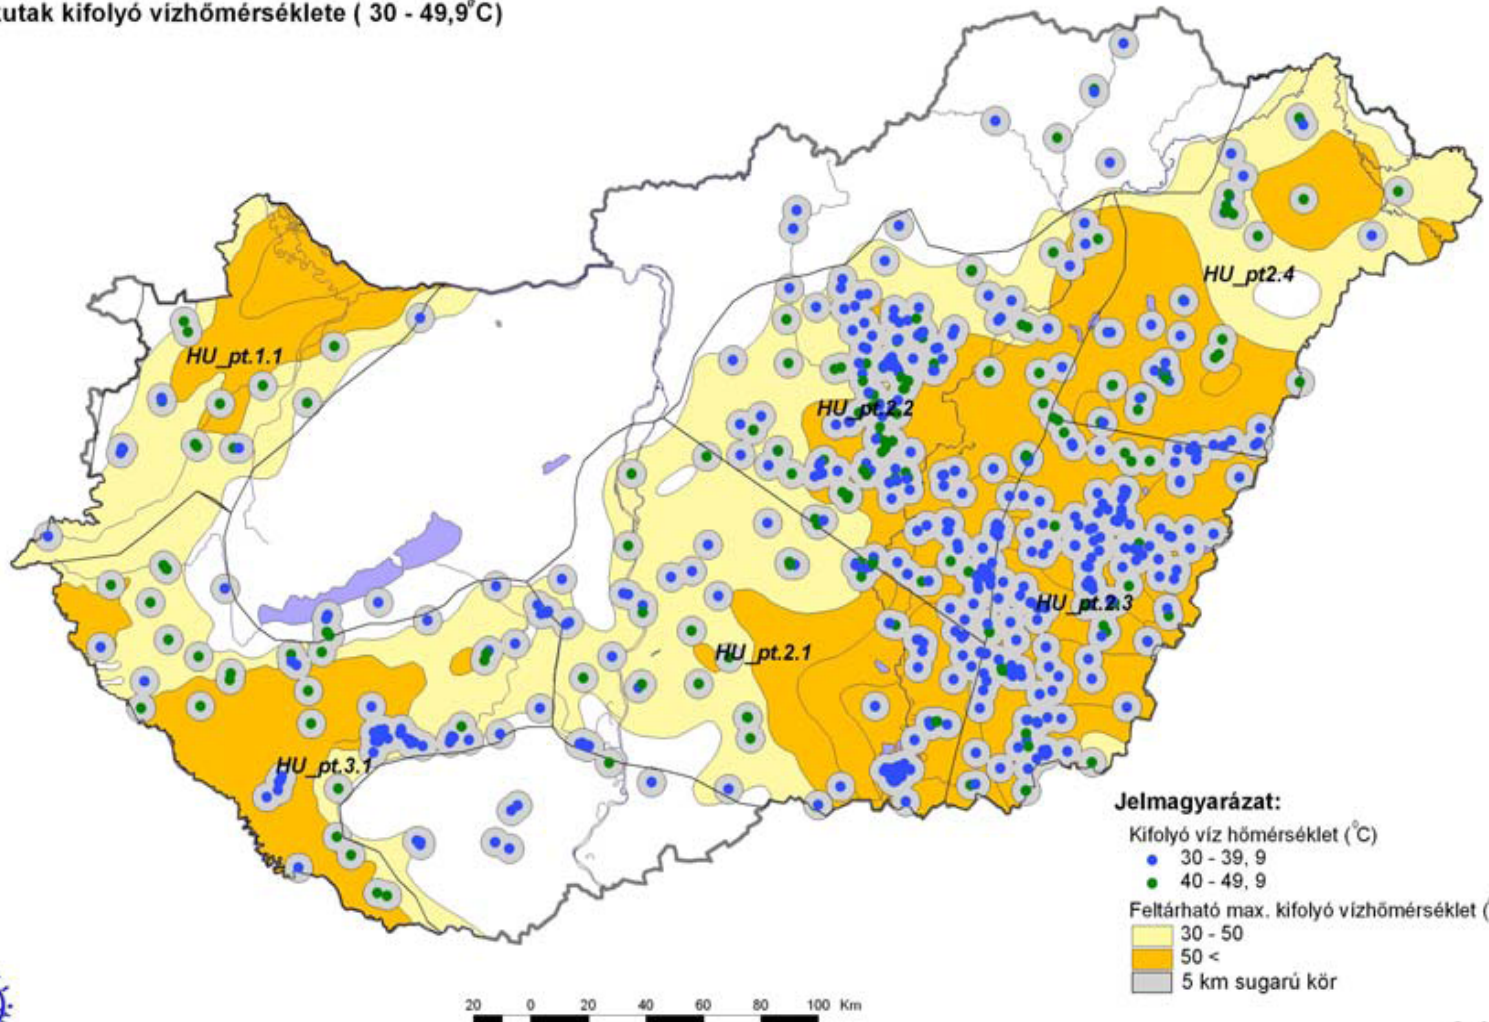 kutak kifolyó vízhőmérséklete ( 30 - 49,9°C)
HU_pt2.4
HU_pt.1.1
HU_pt.2.2
HU_pt.2.3
HU_pt.2.1
HU_pt.3.1
Jelmagyarázat:
Kifolyó víz hőmérséklet (°C)
30 - 39, 9
40 - 49, 9
Feltárható max. kifolyó vízhőmérséklet (
30 - 50
50 <
5 km sugarú kör
20 0 20 40 60 80 100 Km